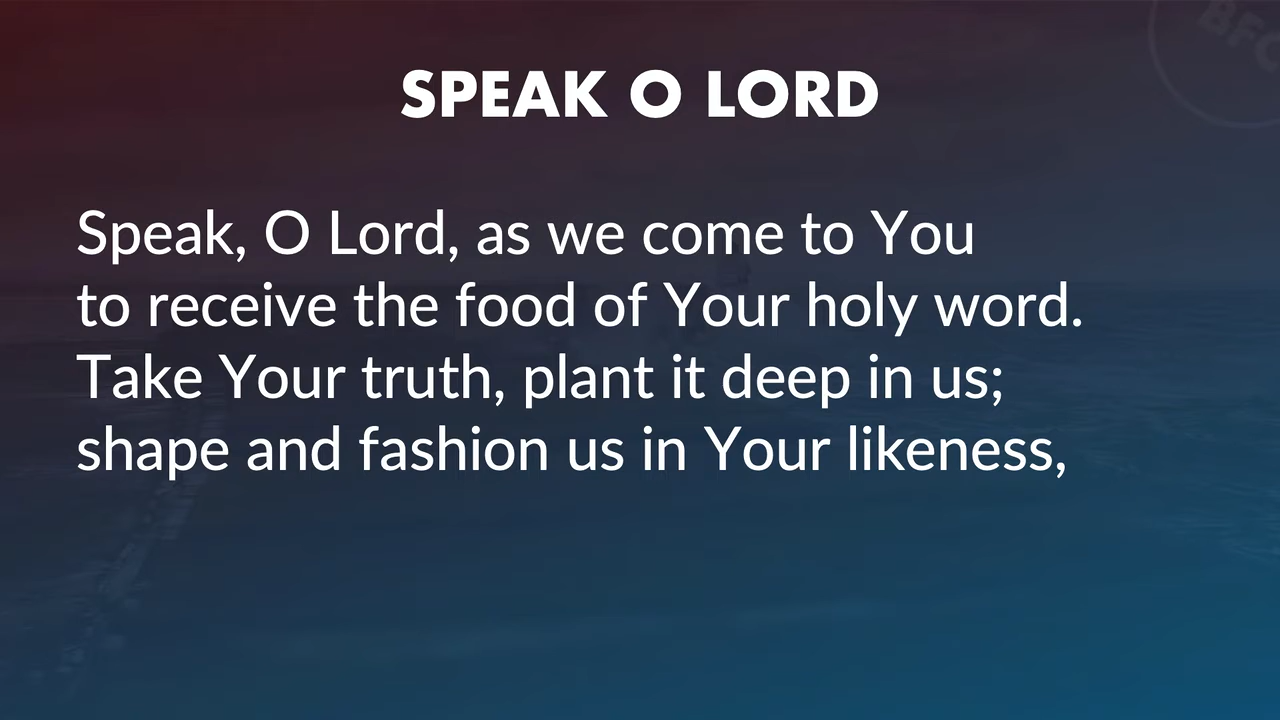 SPEAK O LORD
Speak, O Lord, as we come to You
to receive the food of Your holy word.
Take Your truth, plant it deep in us;
shape and fashion us in Your likeness,